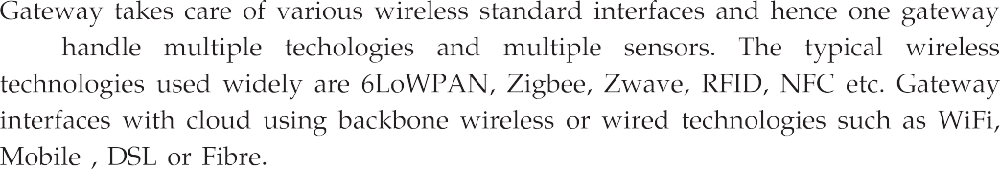 Gateway takes care of various wireless standard interfaces and hence one gateway
handle multiple techologies and multiple sensors. The typical wireless
technologies used widely are 6LoWPAN, Zigbee, Zwave, RFID, NFC etc. Gateway
interfaces with cloud using backbone wireless or wired technologies such as WiFi,
Mobile , DSL or Fibre.